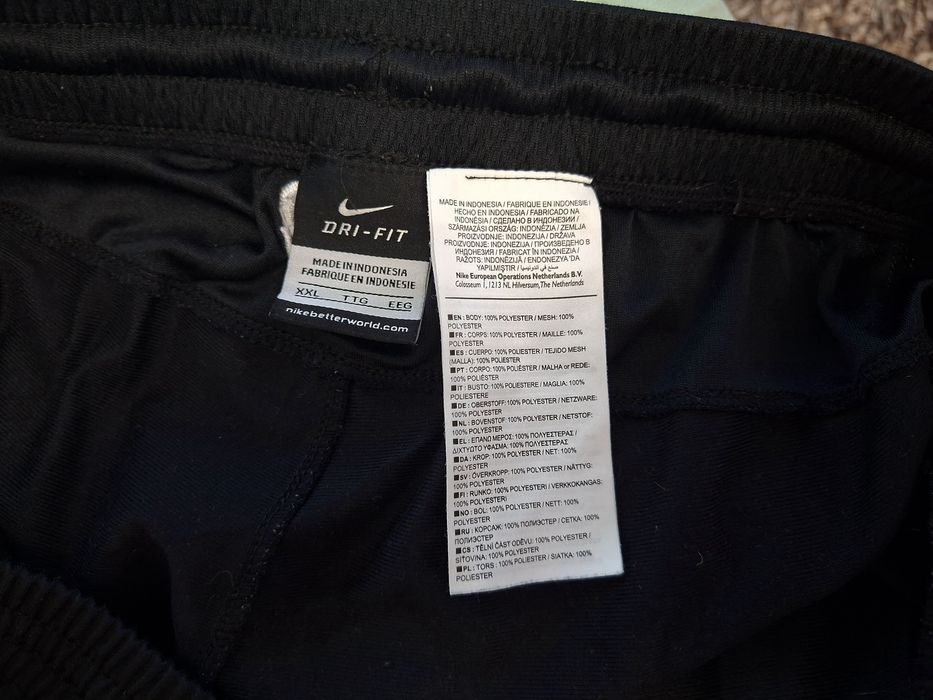 DRI-FIT
MADE IN INDONESIA
FABRIQUE EN INDONESIE
XXL TTG EEG
nikebetterworld.com
MADE IN INDONESIA / FABRIQUE EN INDONESIE /
HECHO EN INDONESIA / FABRICADO NA
INDONÉSIA / СДЕЛАНО В ИНДОНЕЗИИ /
SZÁRMAZÁSI ORSZÁG: INDONÉZIA / ZEMLJA
PROIZVODNJE: INDONEZIJA / DRŽAVA
PROIZVODNJE: INDONEZIJA / ПРОИЗВЕДЕНО В
ИНДОНЕЗИЯ / FABRICAT ÎN INDONEZIA /
RAŽOTS: INDONĒZIJĀ / ENDONEZYA 'DA
YAPILMIŞTIR / صنع في اندونيسيا
Nike European Operations Netherlands B.V.
Colosseum 1, 1213 NL Hilversum, The Netherlands
EN : BODY: 100% POLYESTER / MESH: 100%
POLYESTER
FR : CORPS: 100% POLYESTER / MAILLE: 100%
POLYESTER
ES : CUERPO: 100% POLIESTER / TEJIDO MESH
(MALLA): 100% POLIESTER
PT : CORPO: 100% POLIÉSTER / MALHA or REDE:
100% POLIÉSTER
IT : BUSTO: 100% POLIESTERE / MAGLIA: 100%
POLIESTERE
DE : OBERSTOFF: 100% POLYESTER / NETZWARE:
100% POLYESTER
NL : BOVENSTOF: 100% POLYESTER / NETSTOF:
100% POLYESTER
EL : ΕΠΑΝΩ ΜΕΡΟΣ: 100% ΠΟΛΥΕΣΤΕΡΑΣ /
ΔΙΧΤΥΩΤΟ ΥΦΑΣΜΑ: 100% ΠΟΛΥΕΣΤΕΡΑΣ
DA : KROP: 100% POLYESTER / NET: 100%
POLYESTER
SV : ÖVERKROPP: 100% POLYESTER / NÄTTYG:
100% POLYESTER
FI : RUNKO: 100% POLYESTERI / VERKKOKANGAS:
100% POLYESTERI
NO : BOL: 100% POLYESTER / NETT: 100%
POLYESTER
RU : КОРСАЖ: 100% ПОЛИЭСТЕР / СЕТКА: 100%
ПОЛИЭСТЕР
CS : TĚLNÍ ČÁST ODĚVU: 100% POLYESTER /
SÍŤOVINA: 100% POLYESTER
PL : TORS : 100% POLIESTER / SIATKA: 100%
POLIESTER